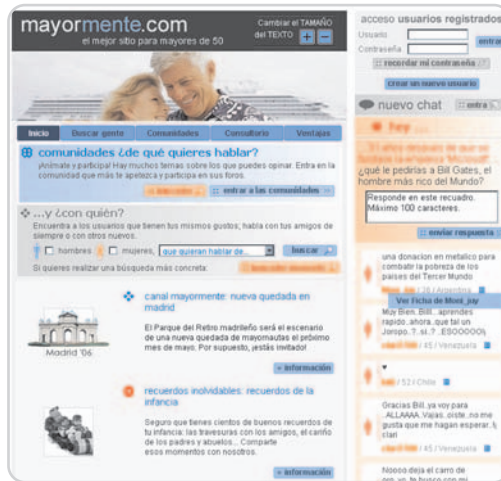 mayormente.com
el mejor sitio para mayores de 50
Cambiar el TAMAÑO
del TEXTO + −
Inicio Buscar gente Comunidades Consultorio Ventajas
comunidades ¿de qué quieres hablar?
¡Anímate y participa! Hay muchos temas sobre los que puedes opinar. Entra en la
comunidad que más te apetezca y participa en sus foros.
:: entrar a las comunidades ::
...y ¿con quién?
Encuentra a los usuarios que tienen tus mismos gustos; habla con tus amigos de
siempre o con otros nuevos.
hombres mujeres, que quieran hablar de... buscar
Si quieres realizar una búsqueda más concreta:
canal mayormente: nueva quedada en
madrid
El Parque del Retiro madrileño será el escenario
de una nueva quedada de mayormautas el próximo
mes de mayo. Por supuesto, ¡estás invitado!
Madrid '06
+ información
recuerdos inolvidables: recuerdos de la
infancia
Seguro que tienes cientos de buenos recuerdos de
tu infancia: las travesuras con los amigos, el cariño
de los padres y abuelos... Comparte
esos momentos con nosotros.
+ información
acceso usuarios registrados
Usuario
Contraseña
entrar
:: recordar mi contraseña
crear un nuevo usuario
nuevo chat :: entra
hoy
¿qué le pedirías a Bill Gates, el
hombre más rico del Mundo?
Responde en este recuadro.
Máximo 100 caracteres.
:: enviar respuesta
una donacion en metalico para
combatir la pobreza de los
paises del Tercer Mundo
/ 26 / Argentina
Ver Ficha de Mont_joy
Muy Bien..Bill...aprendes
rapido..ahora..que tal un
Joropo..?..si..?..ESOOOOO¡
/ 45 / Venezuela
♥
/ 52 / Chile
Gracias Bill..ya voy para
..ALLAAAA.Vajas..oiste..no me
gusta que me hagan esperar..¡
clari
/ 45 / Venezuela
Noooo.deja el carro de